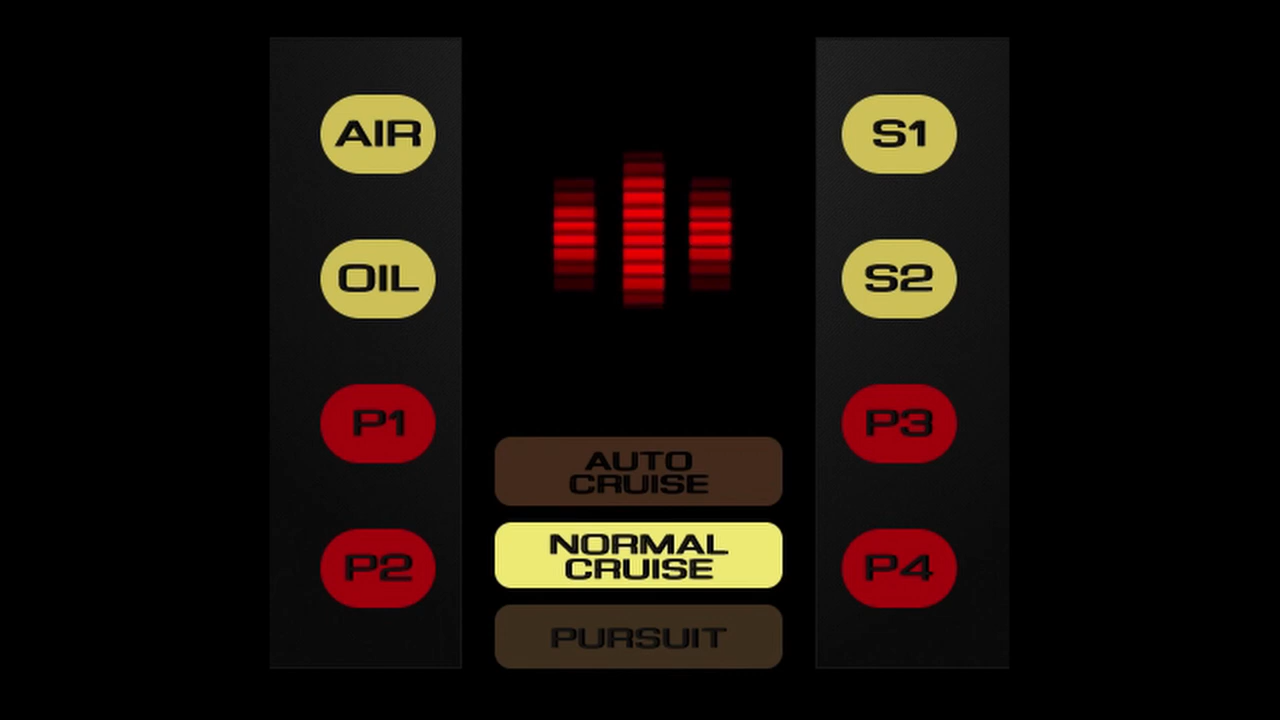 AIR
OIL
P1
P2
AUTO
CRUISE
NORMAL
CRUISE
PURSUIT
S1
S2
P3
P4